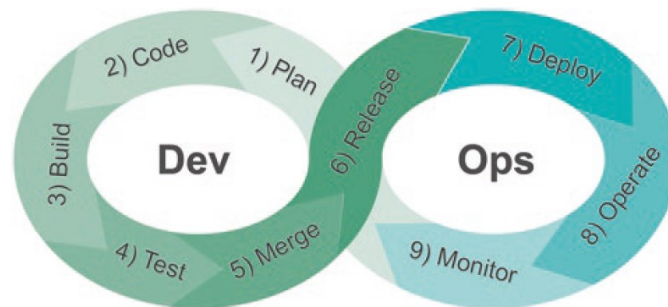 1) Plan
2) Code
3) Build
4) Test
5) Merge
6) Release
7) Deploy
8) Operate
9) Monitor
Dev
Ops